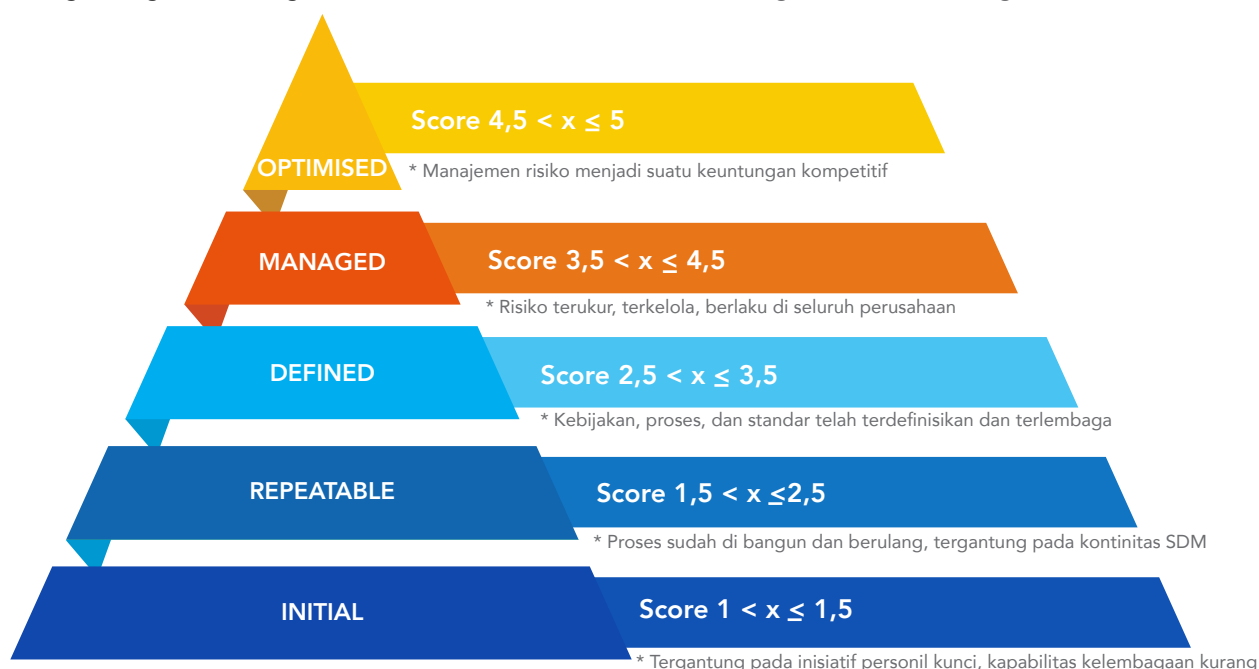 Score 4,5 < x ≤ 5
OPTIMISED
* Manajemen risiko menjadi suatu keuntungan kompetitif
MANAGED
Score 3,5 < x ≤ 4,5
* Risiko terukur, terkelola, berlaku di seluruh perusahaan
DEFINED
Score 2,5 < x ≤ 3,5
* Kebijakan, proses, dan standar telah terdefinisikan dan terlembaga
REPEATABLE
Score 1,5 < x ≤2,5
* Proses sudah di bangun dan berulang, tergantung pada kontinitas SDM
INITIAL
Score 1 < x ≤ 1,5
* Tergantung pada inisiatif personil kunci, kapabilitas kelembagaan kurang